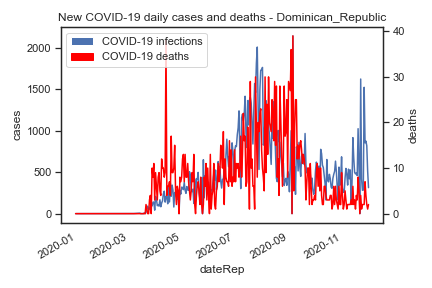 New COVID-19 daily cases and deaths - Dominican_Republic
COVID-19 infections
COVID-19 deaths
2000
1500
1000
500
0
cases
40
30
20
10
0
deaths
2020-01
2020-03
2020-05
2020-07
2020-09
2020-11
dateRep